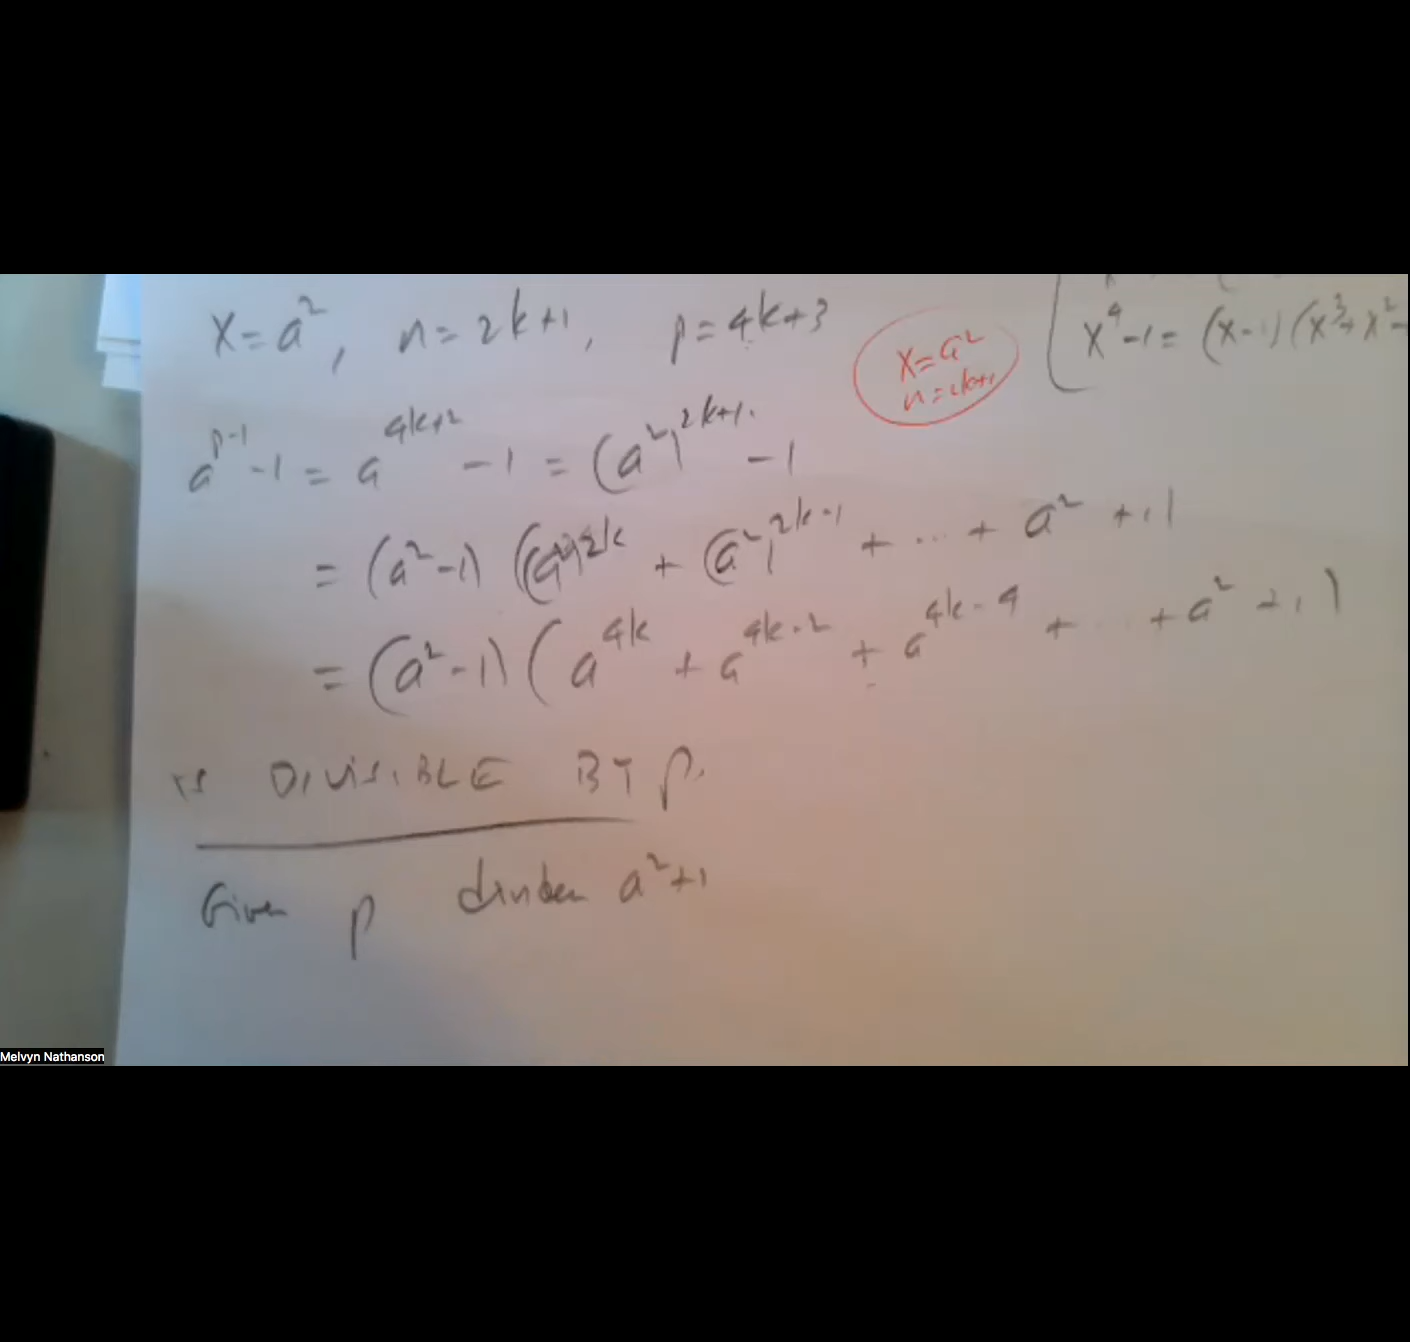 x = a², n = 2k+1, p = 4k+3
x = a²
n = 2k+1
x⁴ - 1 = (x-1)(x³ + x² -
a^(p-1) - 1 = a^(4k+2) - 1 = (a²)^(2k+1) - 1
= (a² - 1) ((a²)^(2k) + (a²)^(2k-1) + ... + a² + 1)
= (a² - 1) (a^(4k) + a^(4k-2) + a^(4k-4) + ... + a² + 1)
IS DIVISIBLE BY p.
Given p divides a² + 1
Melvyn Nathanson